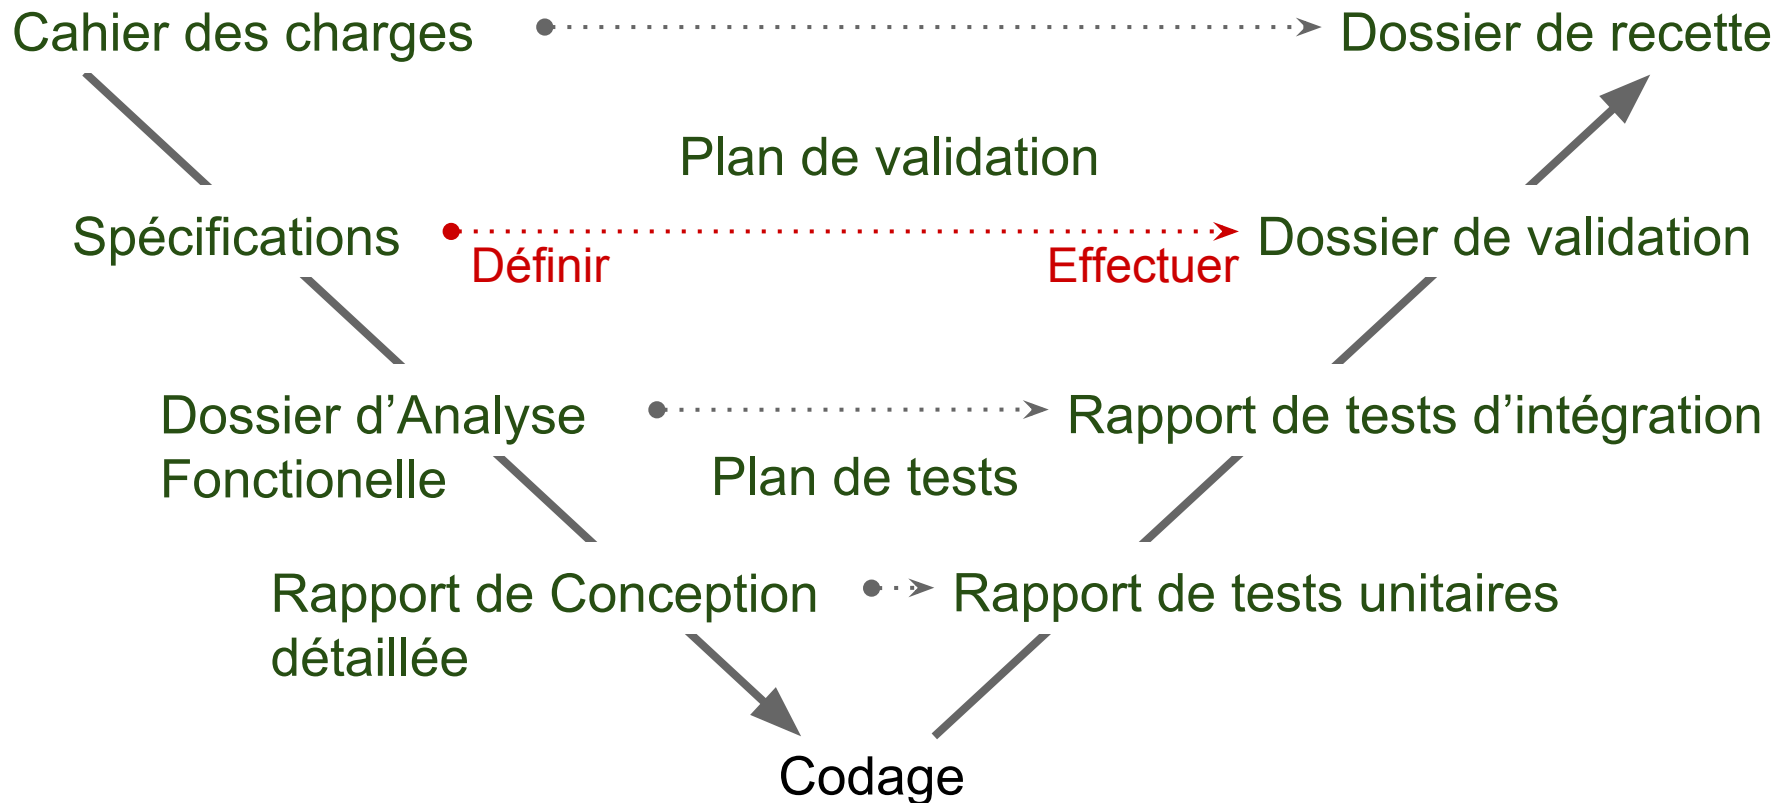 Cahier des charges
Dossier de recette
Plan de validation
Spécifications
Dossier de validation
Définir
Effectuer
Dossier d’Analyse
Fonctionelle
Rapport de tests d’intégration
Plan de tests
Rapport de Conception
détaillée
Rapport de tests unitaires
Codage